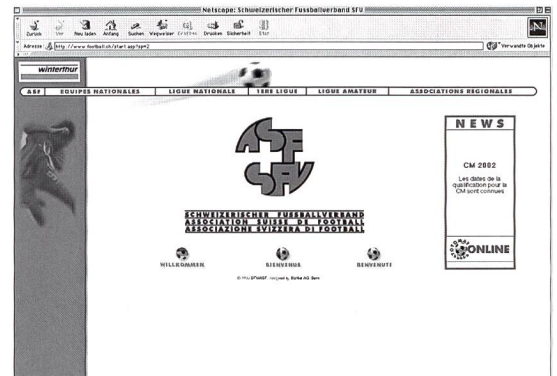 Netscape: Schweizerischer Fussballverband SFV
Zurück Vor Neu laden Anfang Suchen Wegweiser Grafiken Drucken Sicherheit Stop
Adresse: http://www.football.ch/start.asp?sp=2 Verwandte Objekte
winterthur
ASF EQUIPES NATIONALES LIGUE NATIONALE 1ERE LIGUE LIGUE AMATEUR ASSOCIATIONS REGIONALES
ASF
SFV
NEWS
CM 2002
Les dates de la
qualification pour la
CM sont connues
ONLINE
SCHWEIZERISCHER FUSSBALLVERBAND
ASSOCIATION SUISSE DE FOOTBALL
ASSOCIAZIONE SVIZZERA DI FOOTBALL
WILLKOMMEN BIENVENUE BENVENUTI